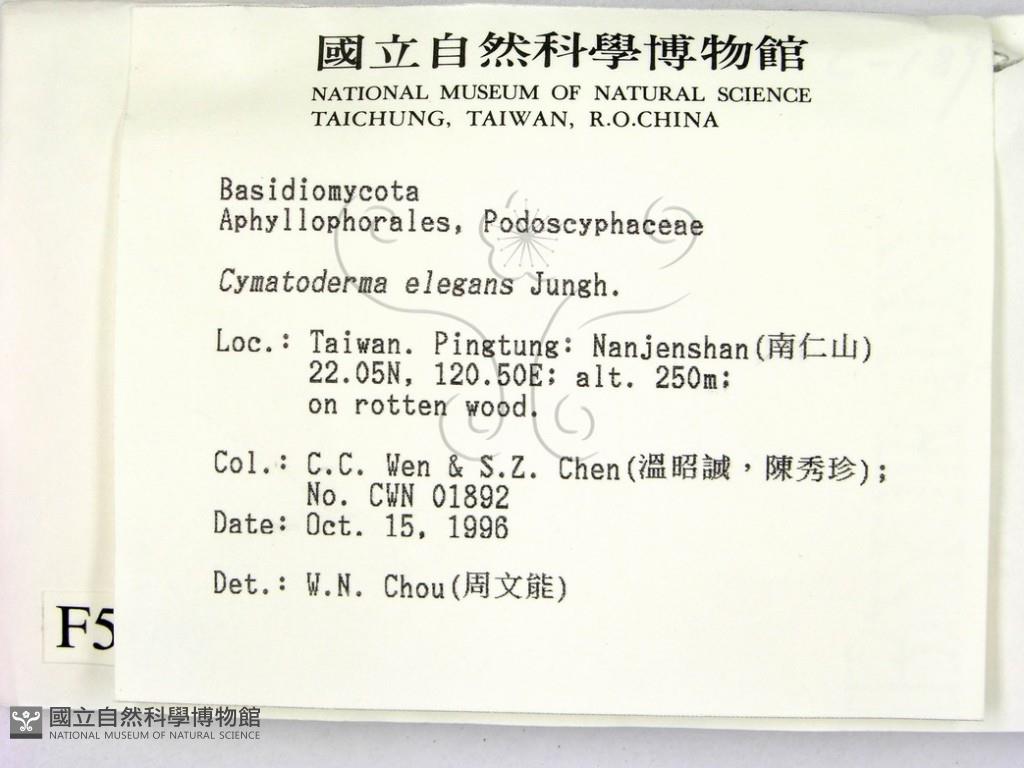 國立自然科學博物館
NATIONAL MUSEUM OF NATURAL SCIENCE
TAICHUNG, TAIWAN, R.O.CHINA
Basidiomycota
Aphyllophorales, Podoscyphaceae
Cymatoderma elegans Jungh.
Loc.: Taiwan. Pingtung: Nanjenshan(南仁山)
22.05N, 120.50E; alt. 250m;
on rotten wood.
Col.: C.C. Wen & S.Z. Chen(溫昭誠，陳秀珍);
No. CWN 01892
Date: Oct. 15, 1996
Det.: W.N. Chou(周文能)
F5
國立自然科學博物館
NATIONAL MUSEUM OF NATURAL SCIENCE